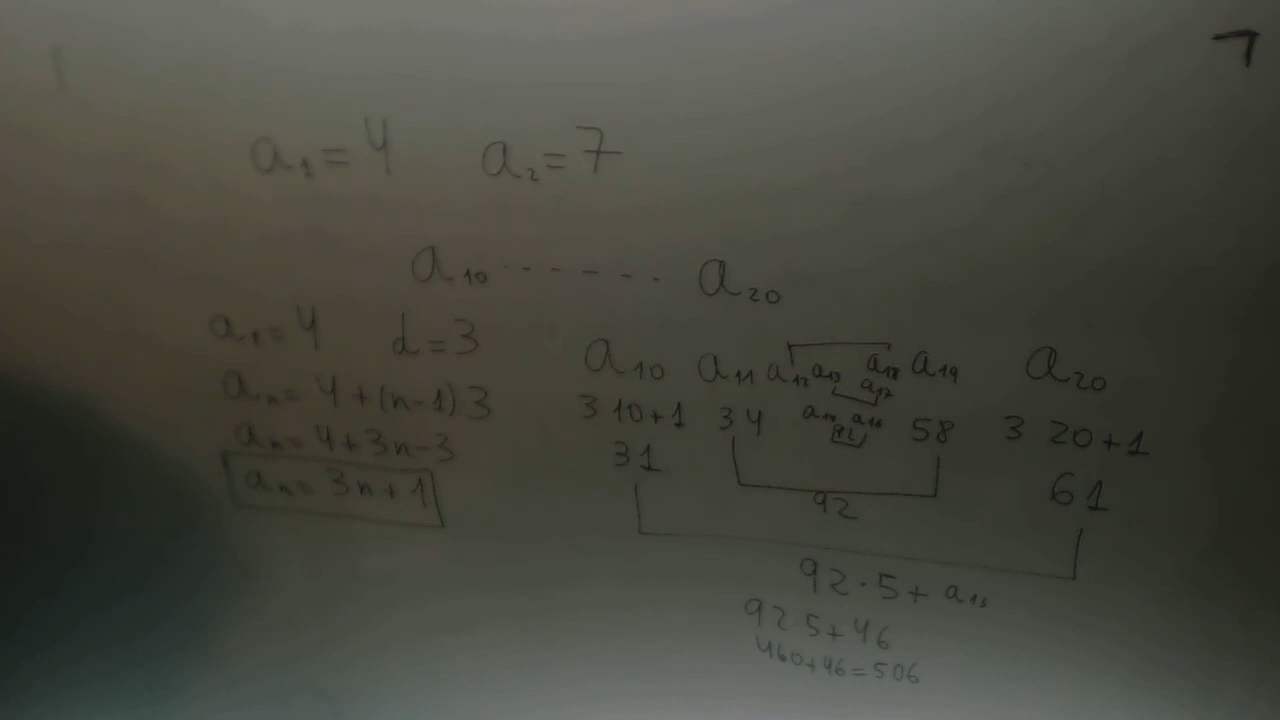 a₁=4 a₂=7
a₁₀ - - - - - - a₂₀
a₁=4 d=3
aₙ=4+(n-1)3
aₙ=4+3n-3
aₙ=3n+1
a₁₀ a₁₁ a₁₂ a₁₃ a₁₈ a₁₉ a₂₀
a₁₇
3 10+1 34 a₁₄ a₁₆ 58 3 20+1
92
31 61
92
92·5+a₁₅
92·5+46
460+46=506